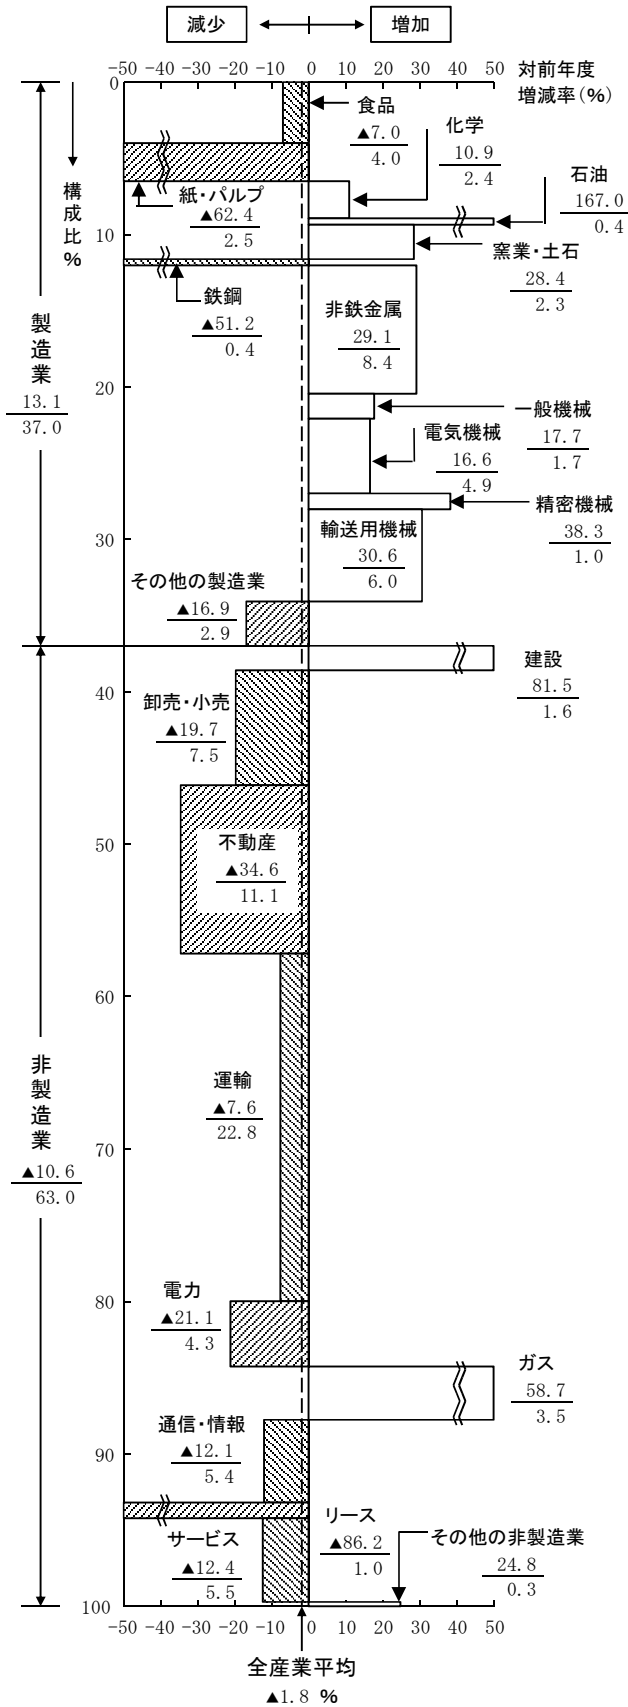 減少 増加
-50 -40 -30 -20 -10 0 10 20 30 40 50 対前年度
増減率(%)
0
構成比%
食品
▲7.0
4.0
化学
10.9
2.4
石油
167.0
0.4
紙・パルプ
▲62.4
2.5
10
窯業・土石
28.4
2.3
鉄鋼
▲51.2
0.4
非鉄金属
29.1
8.4
製造業
13.1
37.0
20
一般機械
17.7
1.7
電気機械
16.6
4.9
精密機械
38.3
1.0
30
輸送用機械
30.6
6.0
その他の製造業
▲16.9
2.9
建設
81.5
1.6
40
卸売・小売
▲19.7
7.5
50
不動産
▲34.6
11.1
60
非製造業
▲10.6
63.0
運輸
▲7.6
22.8
70
80
電力
▲21.1
4.3
ガス
58.7
3.5
90
通信・情報
▲12.1
5.4
リース
▲86.2
1.0
サービス
▲12.4
5.5
その他の非製造業
24.8
0.3
100
-50 -40 -30 -20 -10 0 10 20 30 40 50
全産業平均
▲1.8 %